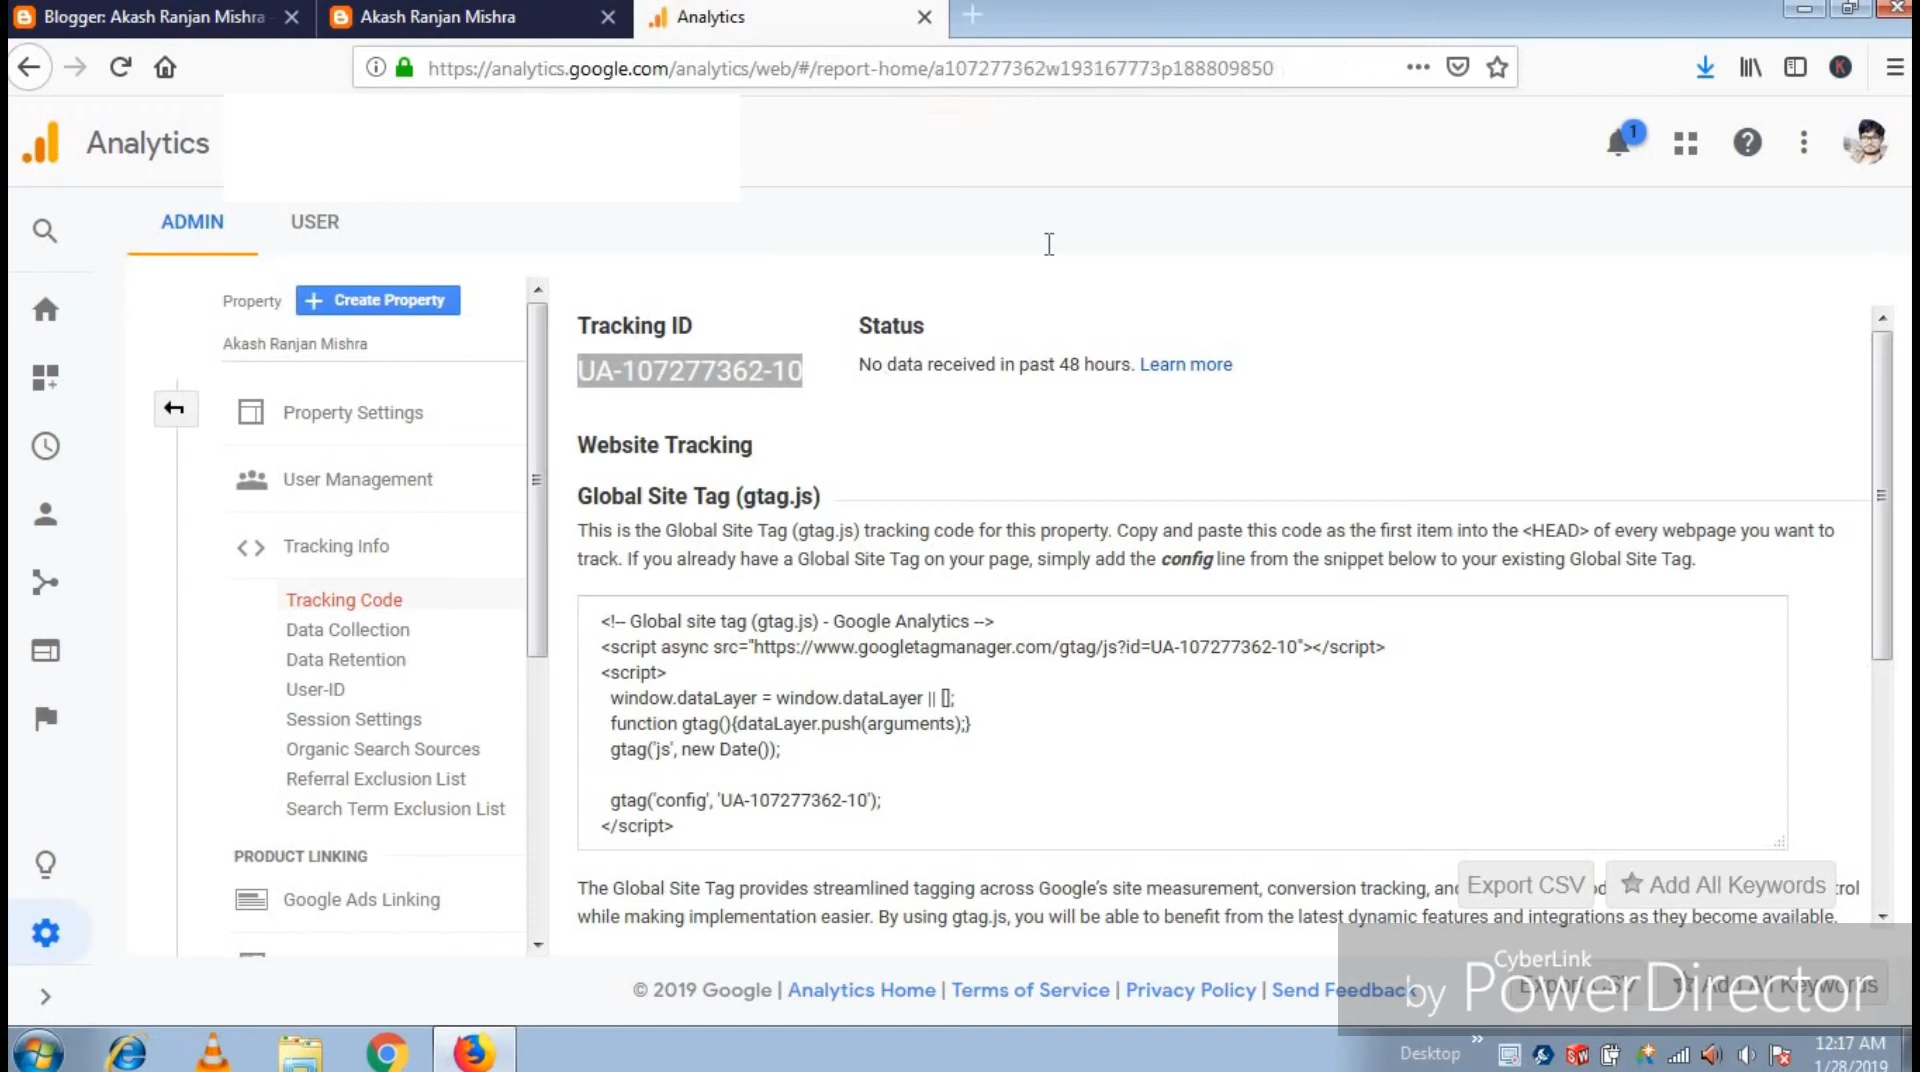 Blogger: Akash Ranjan Mishra
Akash Ranjan Mishra
Analytics
https://analytics.google.com/analytics/web/#/report-home/a107277362w193167773p188809850
K
Analytics
1
ADMIN
USER
Property
+ Create Property
Akash Ranjan Mishra
Property Settings
User Management
Tracking Info
Tracking Code
Data Collection
Data Retention
User-ID
Session Settings
Organic Search Sources
Referral Exclusion List
Search Term Exclusion List
PRODUCT LINKING
Google Ads Linking
Tracking ID
UA-107277362-10
Status
No data received in past 48 hours. Learn more
Website Tracking
Global Site Tag (gtag.js)
This is the Global Site Tag (gtag.js) tracking code for this property. Copy and paste this code as the first item into the <HEAD> of every webpage you want to
track. If you already have a Global Site Tag on your page, simply add the config line from the snippet below to your existing Global Site Tag.
<!-- Global site tag (gtag.js) - Google Analytics -->
<script async src="https://www.googletagmanager.com/gtag/js?id=UA-107277362-10"></script>
<script>
window.dataLayer = window.dataLayer || [];
function gtag(){dataLayer.push(arguments);}
gtag('js', new Date());
gtag('config', 'UA-107277362-10');
</script>
The Global Site Tag provides streamlined tagging across Google's site measurement, conversion tracking, an
Export CSV
Add All Keywords
trol
while making implementation easier. By using gtag.js, you will be able to benefit from the latest dynamic features and integrations as they become available.
© 2019 Google | Analytics Home | Terms of Service | Privacy Policy | Send Feedback
Export CSV
Add All Keywords
CyberLink
by PowerDirector
Desktop
12:17 AM
1/28/2019